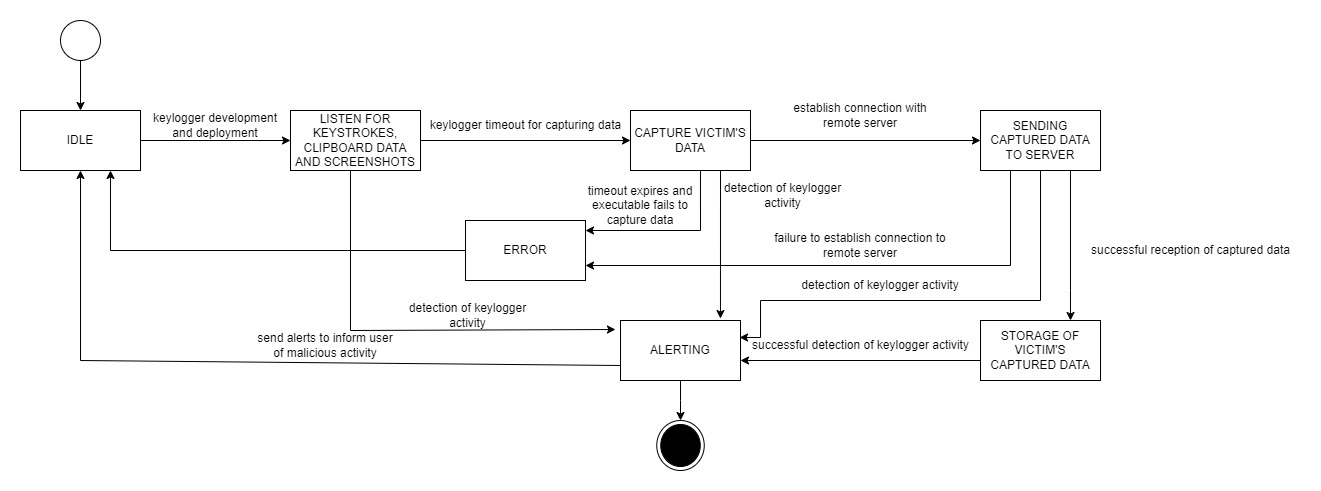 IDLE
keylogger development
and deployment
LISTEN FOR
KEYSTROKES,
CLIPBOARD DATA
AND SCREENSHOTS
keylogger timeout for capturing data
CAPTURE VICTIM'S
DATA
establish connection with
remote server
SENDING
CAPTURED DATA
TO SERVER
timeout expires and
executable fails to
capture data
detection of keylogger
activity
ERROR
failure to establish connection to
remote server
successful reception of captured data
detection of keylogger activity
detection of keylogger
activity
send alerts to inform user
of malicious activity
ALERTING
successful detection of keylogger activity
STORAGE OF
VICTIM'S
CAPTURED DATA